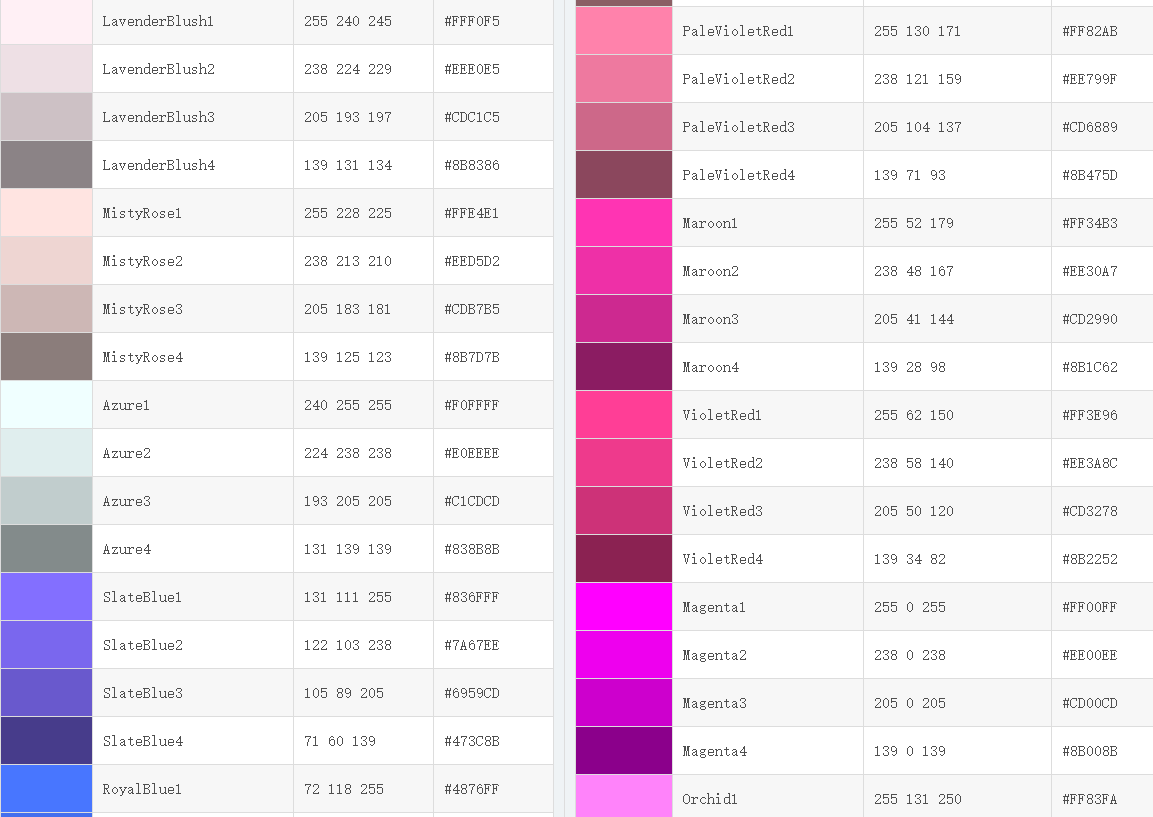 LavenderBlush1 255 240 245 #FFF0F5
LavenderBlush2 238 224 229 #EEE0E5
LavenderBlush3 205 193 197 #CDC1C5
LavenderBlush4 139 131 134 #8B8386
MistyRose1 255 228 225 #FFE4E1
MistyRose2 238 213 210 #EED5D2
MistyRose3 205 183 181 #CDB7B5
MistyRose4 139 125 123 #8B7D7B
Azure1 240 255 255 #F0FFFF
Azure2 224 238 238 #E0EEEE
Azure3 193 205 205 #C1CDCD
Azure4 131 139 139 #838B8B
SlateBlue1 131 111 255 #836FFF
SlateBlue2 122 103 238 #7A67EE
SlateBlue3 105 89 205 #6959CD
SlateBlue4 71 60 139 #473C8B
RoyalBlue1 72 118 255 #4876FF
PaleVioletRed1 255 130 171 #FF82AB
PaleVioletRed2 238 121 159 #EE799F
PaleVioletRed3 205 104 137 #CD6889
PaleVioletRed4 139 71 93 #8B475D
Maroon1 255 52 179 #FF34B3
Maroon2 238 48 167 #EE30A7
Maroon3 205 41 144 #CD2990
Maroon4 139 28 98 #8B1C62
VioletRed1 255 62 150 #FF3E96
VioletRed2 238 58 140 #EE3A8C
VioletRed3 205 50 120 #CD3278
VioletRed4 139 34 82 #8B2252
Magenta1 255 0 255 #FF00FF
Magenta2 238 0 238 #EE00EE
Magenta3 205 0 205 #CD00CD
Magenta4 139 0 139 #8B008B
Orchid1 255 131 250 #FF83FA